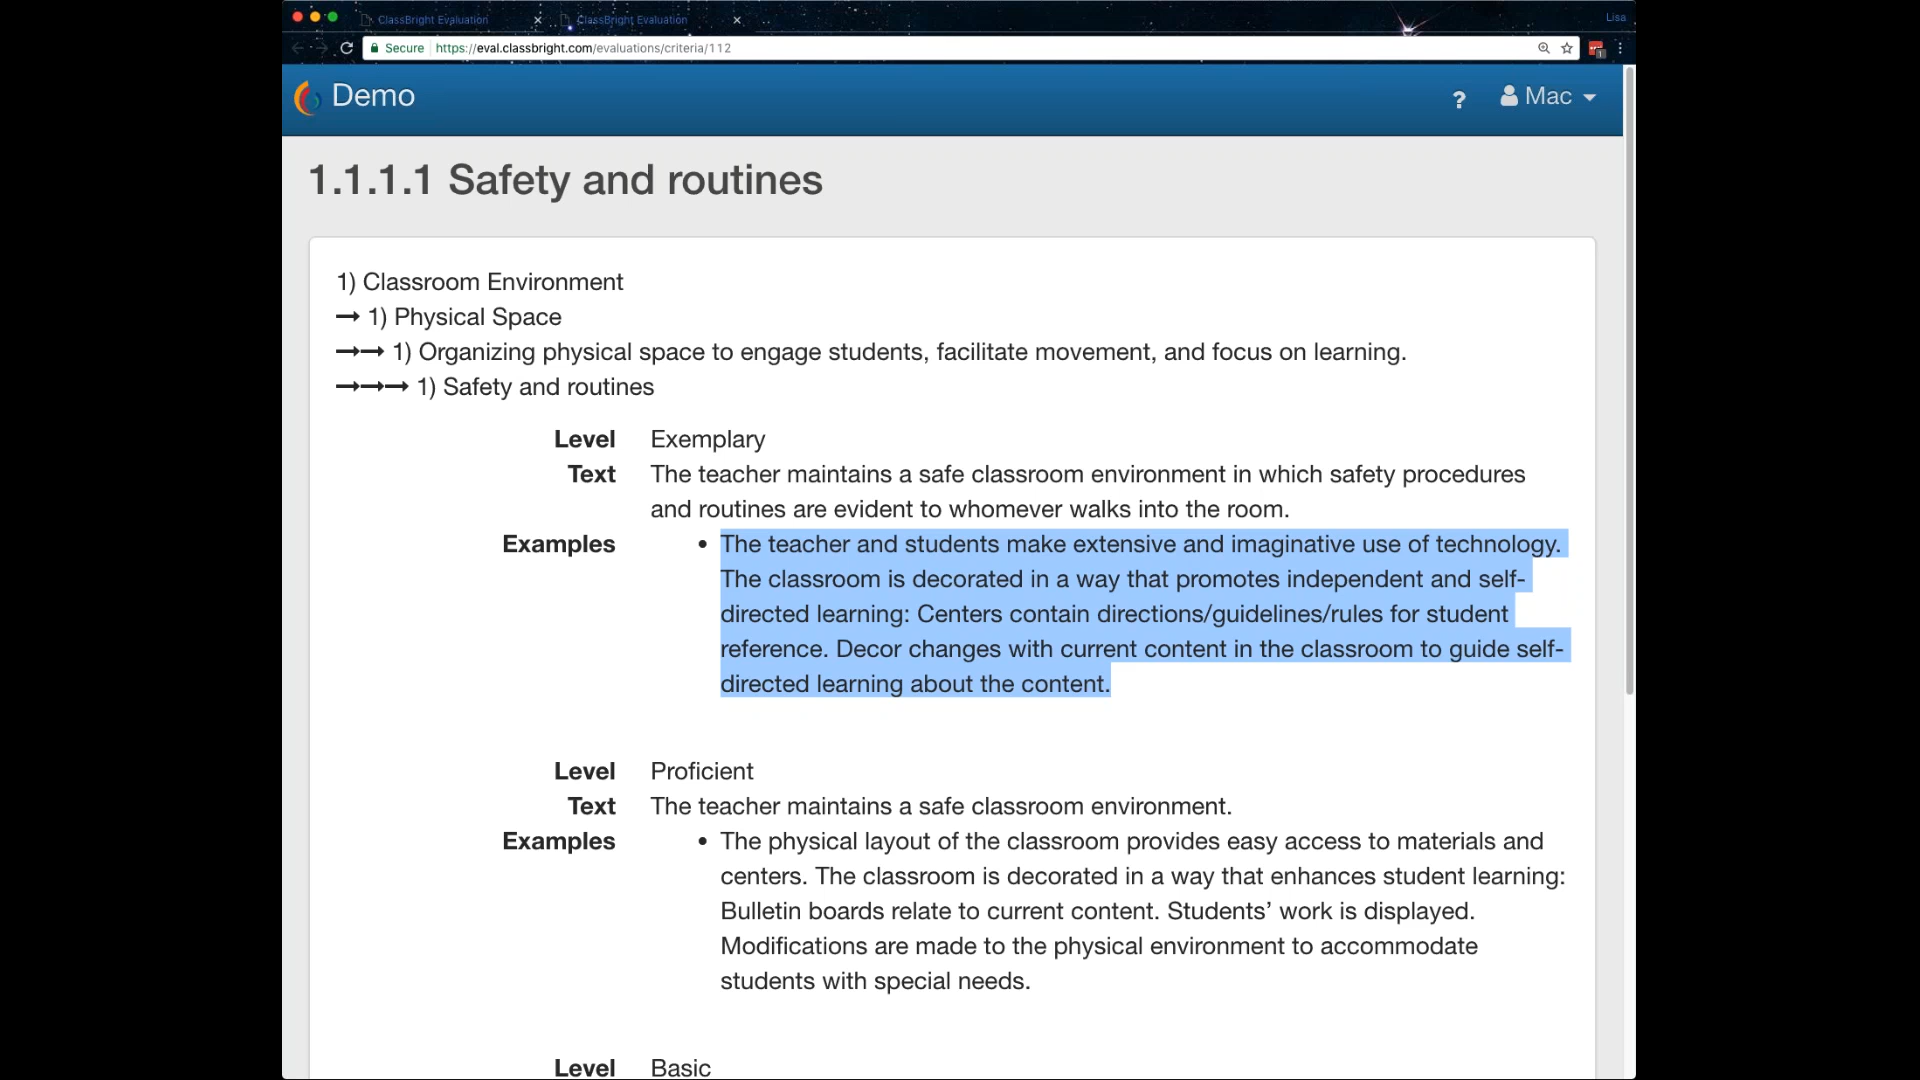 ClassBright Evaluation
ClassBright Evaluation
Lisa
Secure https://eval.classbright.com/evaluations/criteria/112
1
Demo
? Mac
1.1.1.1 Safety and routines
1) Classroom Environment
→ 1) Physical Space
→→ 1) Organizing physical space to engage students, facilitate movement, and focus on learning.
→→→ 1) Safety and routines
Level Exemplary
Text The teacher maintains a safe classroom environment in which safety procedures
and routines are evident to whomever walks into the room.
Examples • The teacher and students make extensive and imaginative use of technology.
The classroom is decorated in a way that promotes independent and self-
directed learning: Centers contain directions/guidelines/rules for student
reference. Decor changes with current content in the classroom to guide self-
directed learning about the content.
Level Proficient
Text The teacher maintains a safe classroom environment.
Examples • The physical layout of the classroom provides easy access to materials and
centers. The classroom is decorated in a way that enhances student learning:
Bulletin boards relate to current content. Students’ work is displayed.
Modifications are made to the physical environment to accommodate
students with special needs.
Level Basic